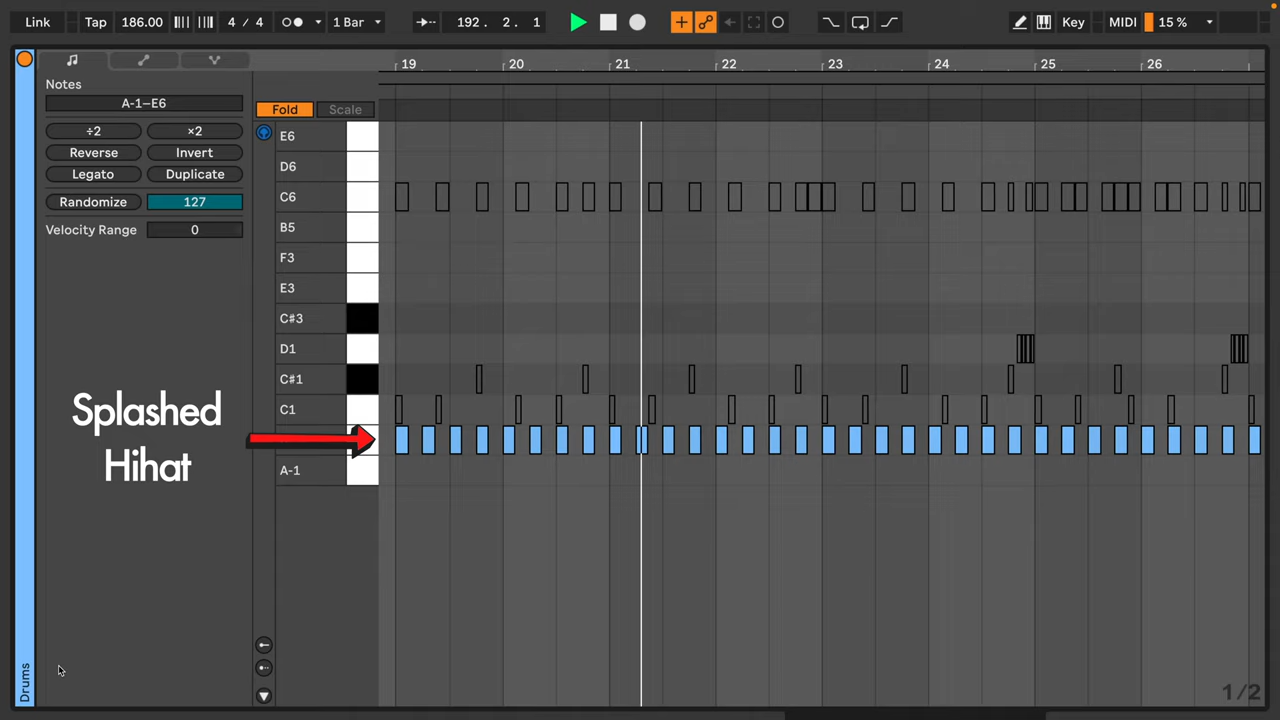 Link Tap 186.00 4 / 4 1 Bar 192. 2. 1 Key MIDI 15 %
19 20 21 22 23 24 25 26
Notes
A-1–E6
Fold Scale
÷2 ×2
Reverse Invert
Legato Duplicate
Randomize 127
Velocity Range 0
E6
D6
C6
B5
F3
E3
C#3
D1
C#1
C1
A-1
Splashed
Hihat
Drums
1/2